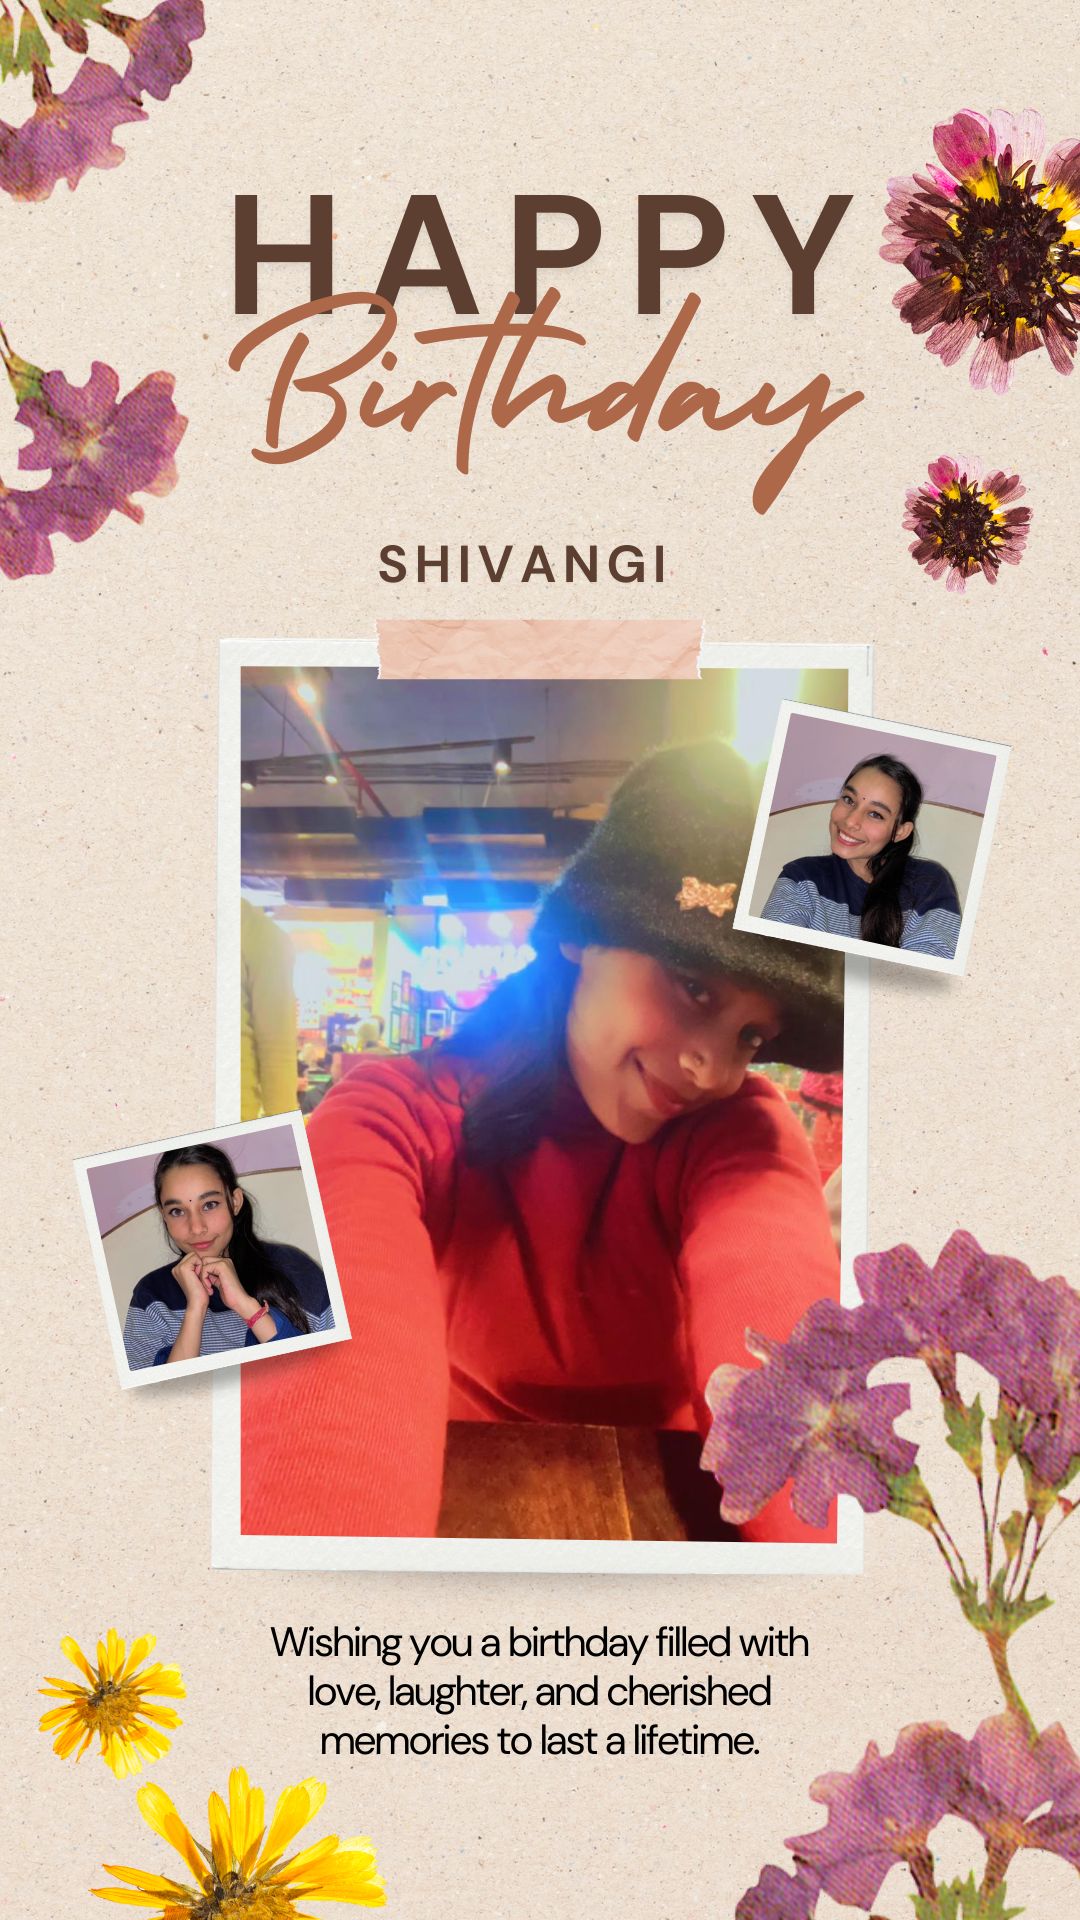 HAPPY
Birthday
SHIVANGI
Wishing you a birthday filled with
love, laughter, and cherished
memories to last a lifetime.